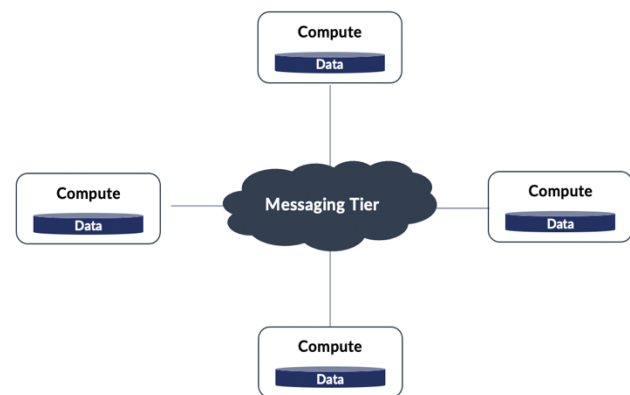 Compute
Data
Compute
Data
Messaging Tier
Compute
Data
Compute
Data